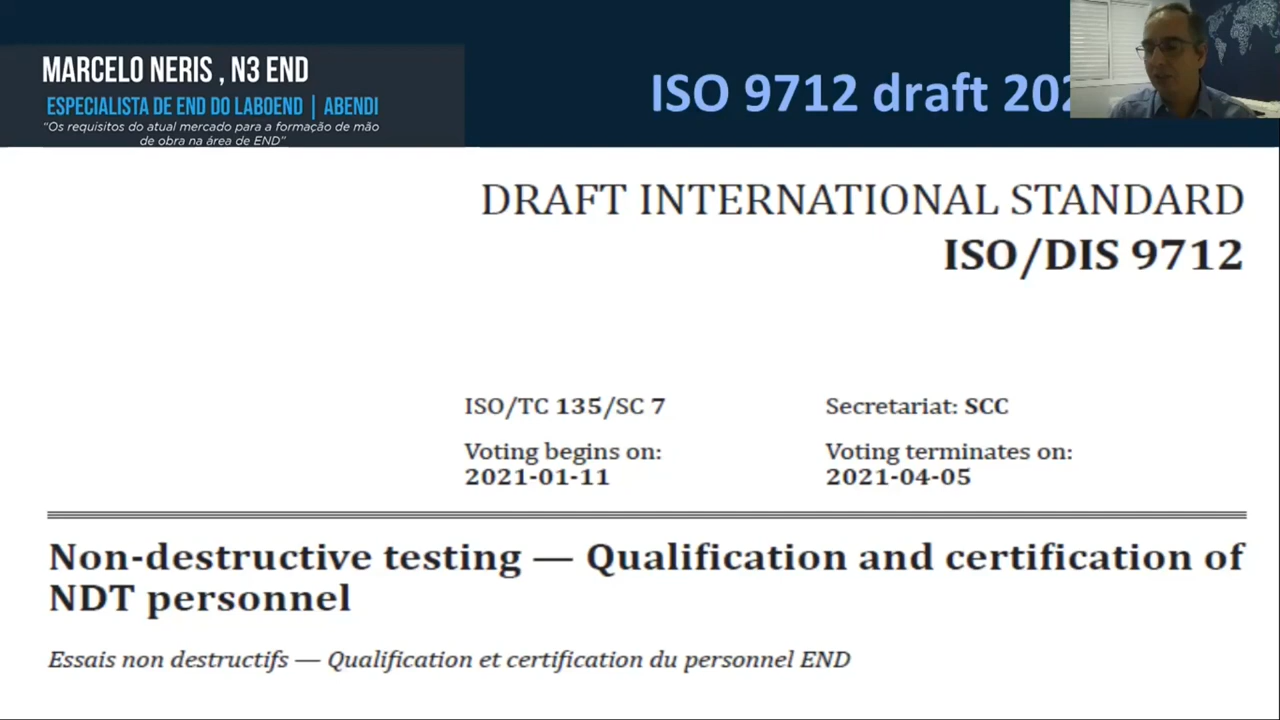 MARCELO NERIS , N3 END
ESPECIALISTA DE END DO LABOEND | ABENDI
“Os requisitos do atual mercado para a formação de mão
de obra na área de END”
ISO 9712 draft 202
DRAFT INTERNATIONAL STANDARD
ISO/DIS 9712
ISO/TC 135/SC 7
Secretariat: SCC
Voting begins on:
2021-01-11
Voting terminates on:
2021-04-05
Non-destructive testing — Qualification and certification of
NDT personnel
Essais non destructifs — Qualification et certification du personnel END